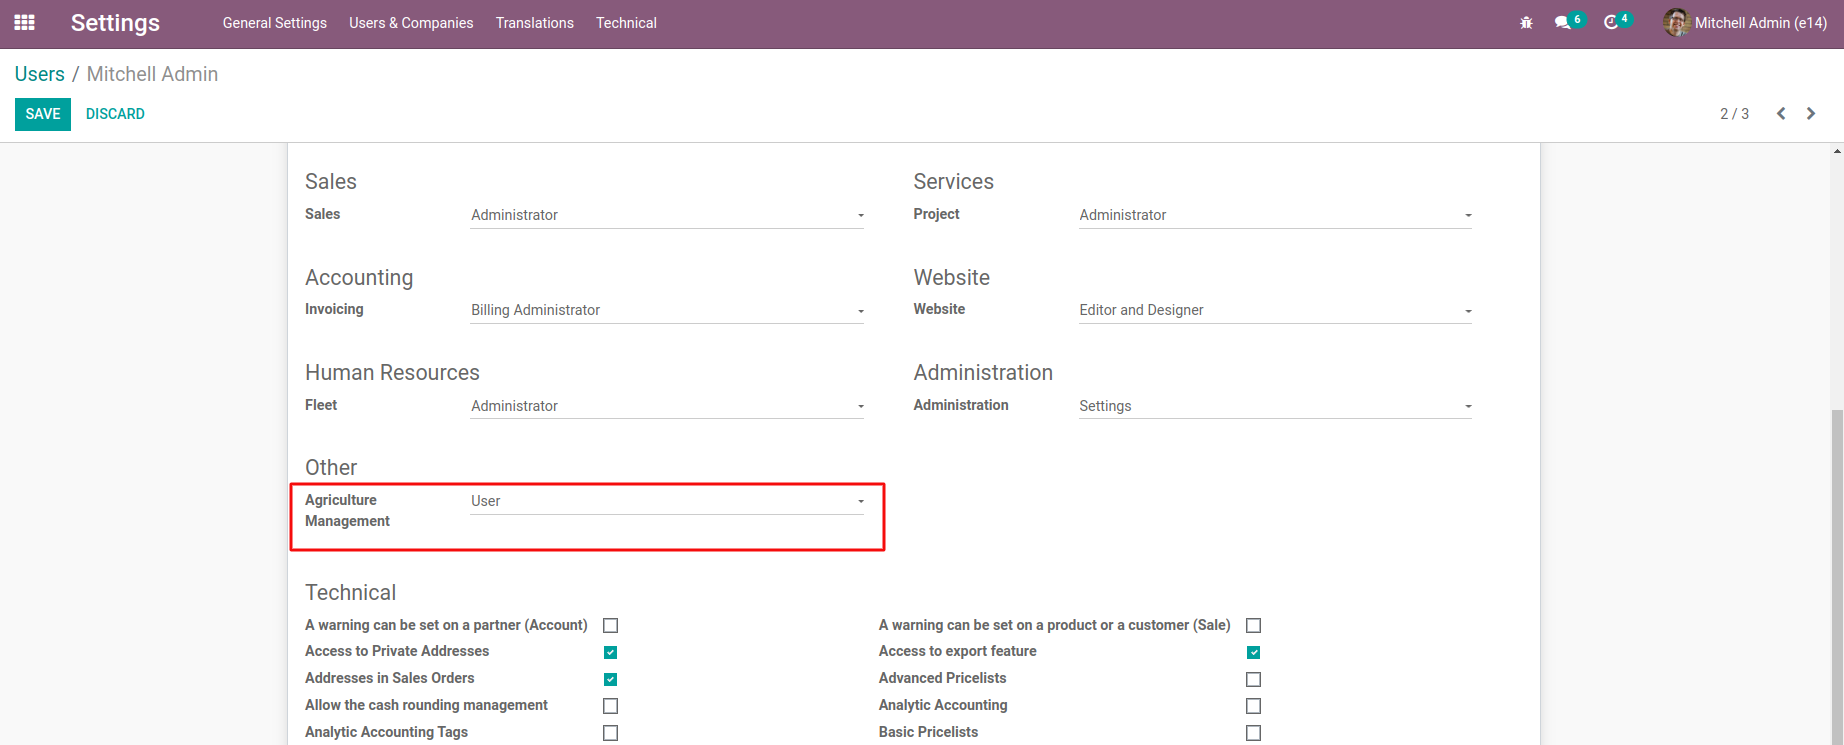 Settings General Settings Users & Companies Translations Technical 6 4 Mitchell Admin (e14)
Users / Mitchell Admin
SAVE DISCARD 2 / 3
Sales Services
Sales Administrator Project Administrator
Accounting Website
Invoicing Billing Administrator Website Editor and Designer
Human Resources Administration
Fleet Administrator Administration Settings
Other
Agriculture User
Management
Technical
A warning can be set on a partner (Account) A warning can be set on a product or a customer (Sale)
Access to Private Addresses Access to export feature
Addresses in Sales Orders Advanced Pricelists
Allow the cash rounding management Analytic Accounting
Analytic Accounting Tags Basic Pricelists